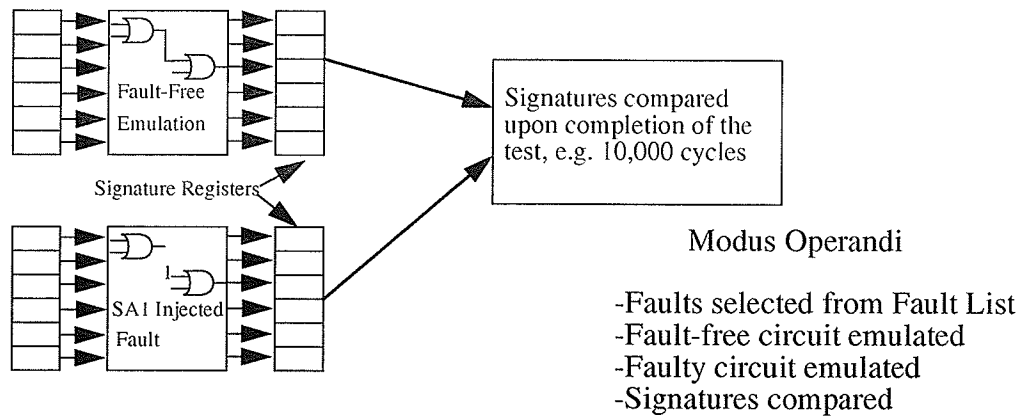 Fault-Free
Emulation
Signatures compared
upon completion of the
test, e.g. 10,000 cycles
Signature Registers
1
SA1 Injected
Fault
Modus Operandi
-Faults selected from Fault List
-Fault-free circuit emulated
-Faulty circuit emulated
-Signatures compared